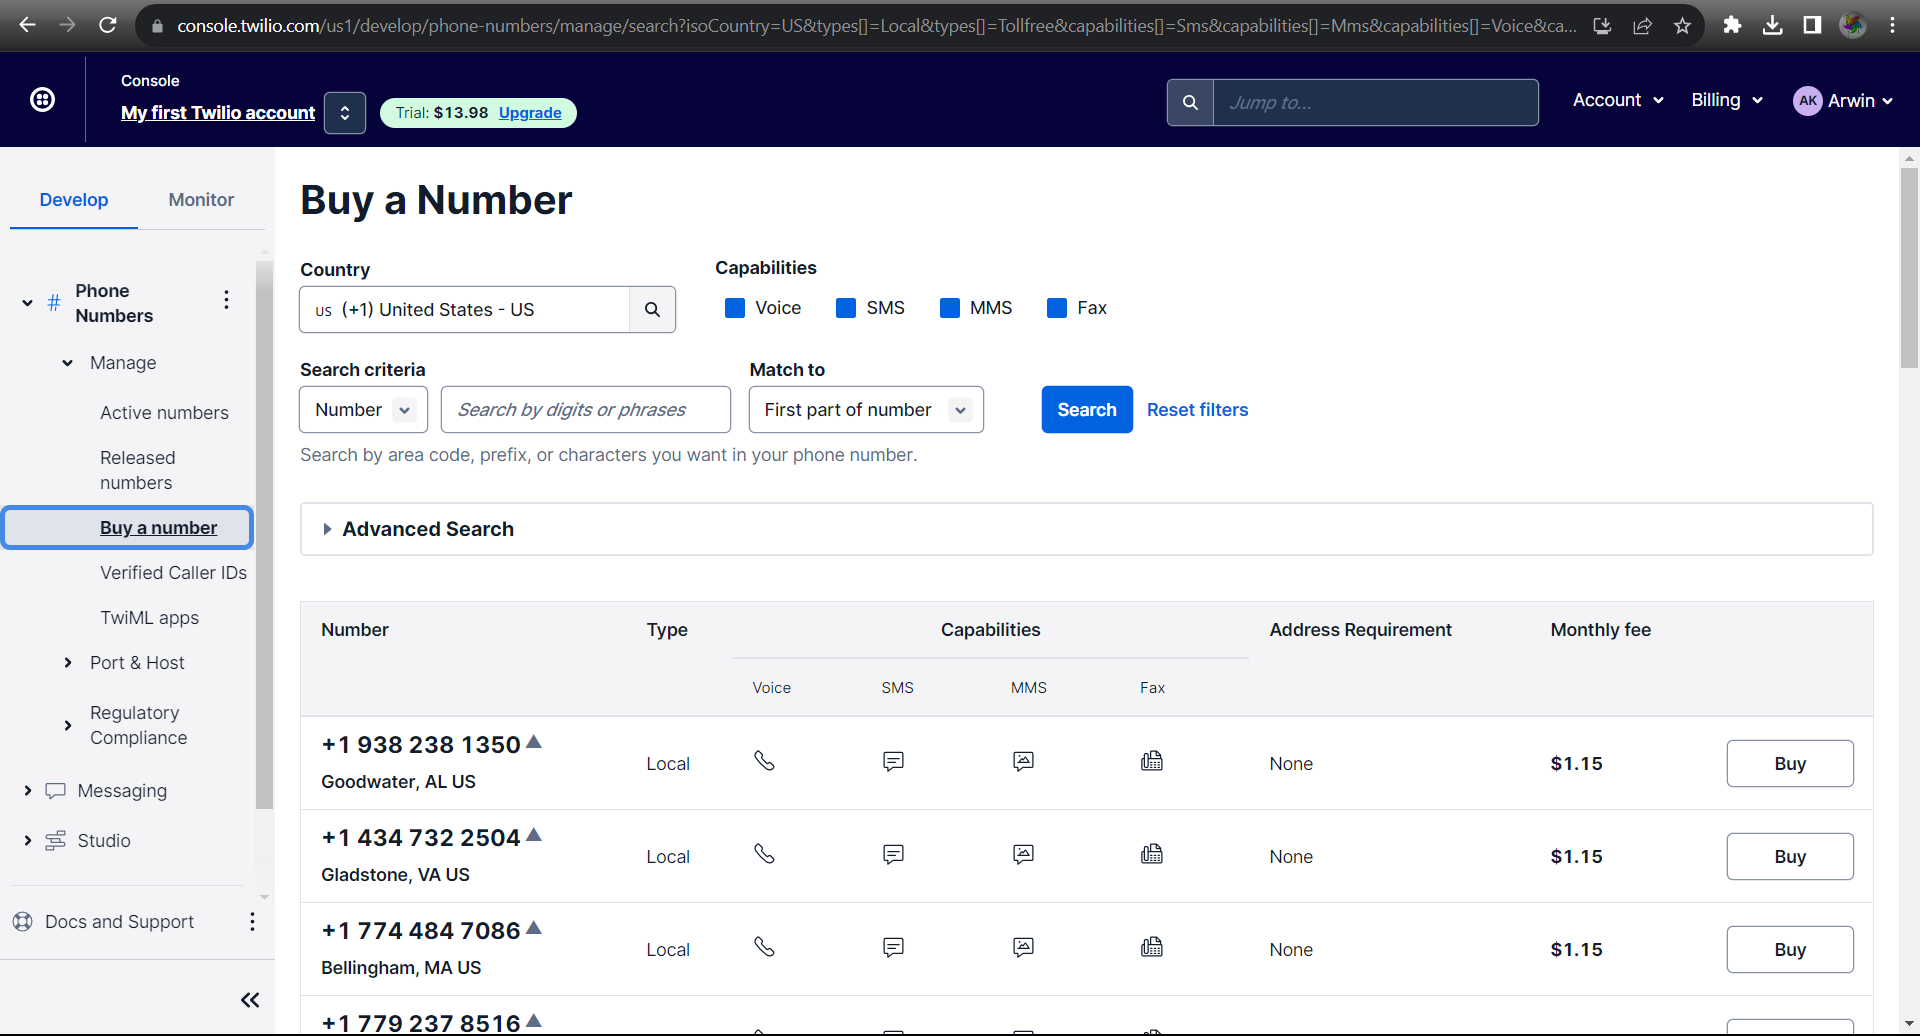 console.twilio.com/us1/develop/phone-numbers/manage/search?isoCountry=US&types[]=Local&types[]=Tollfree&capabilities[]=Sms&capabilities[]=Mms&capabilities[]=Voice&ca...
Console
My first Twilio account
Trial: $13.98 Upgrade
Jump to...
Account
Billing
AK Arwin
Develop
Monitor
# Phone
Numbers
Manage
Active numbers
Released
numbers
Buy a number
Verified Caller IDs
TwiML apps
Port & Host
Regulatory
Compliance
Messaging
Studio
Docs and Support
Buy a Number
Country
US (+1) United States - US
Capabilities
Voice SMS MMS Fax
Search criteria
Number
Search by digits or phrases
Match to
First part of number
Search
Reset filters
Search by area code, prefix, or characters you want in your phone number.
Advanced Search
Number Type Capabilities Address Requirement Monthly fee
Voice SMS MMS Fax
+1 938 238 1350
Goodwater, AL US
Local None $1.15 Buy
+1 434 732 2504
Gladstone, VA US
Local None $1.15 Buy
+1 774 484 7086
Bellingham, MA US
Local None $1.15 Buy
+1 779 237 8516